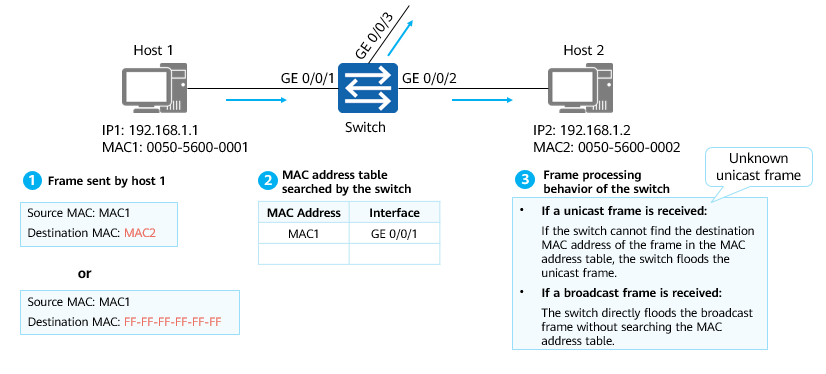 GE 0/0/3
Host 1
Host 2
GE 0/0/1
GE 0/0/2
Switch
IP1: 192.168.1.1
MAC1: 0050-5600-0001
IP2: 192.168.1.2
MAC2: 0050-5600-0002
Unknown
unicast frame
1 Frame sent by host 1
Source MAC: MAC1
Destination MAC: MAC2
or
Source MAC: MAC1
Destination MAC: FF-FF-FF-FF-FF-FF
2 MAC address table
searched by the switch
MAC Address Interface
MAC1 GE 0/0/1
3 Frame processing
behavior of the switch
• If a unicast frame is received:
If the switch cannot find the destination
MAC address of the frame in the MAC
address table, the switch floods the
unicast frame.
• If a broadcast frame is received:
The switch directly floods the broadcast
frame without searching the MAC
address table.